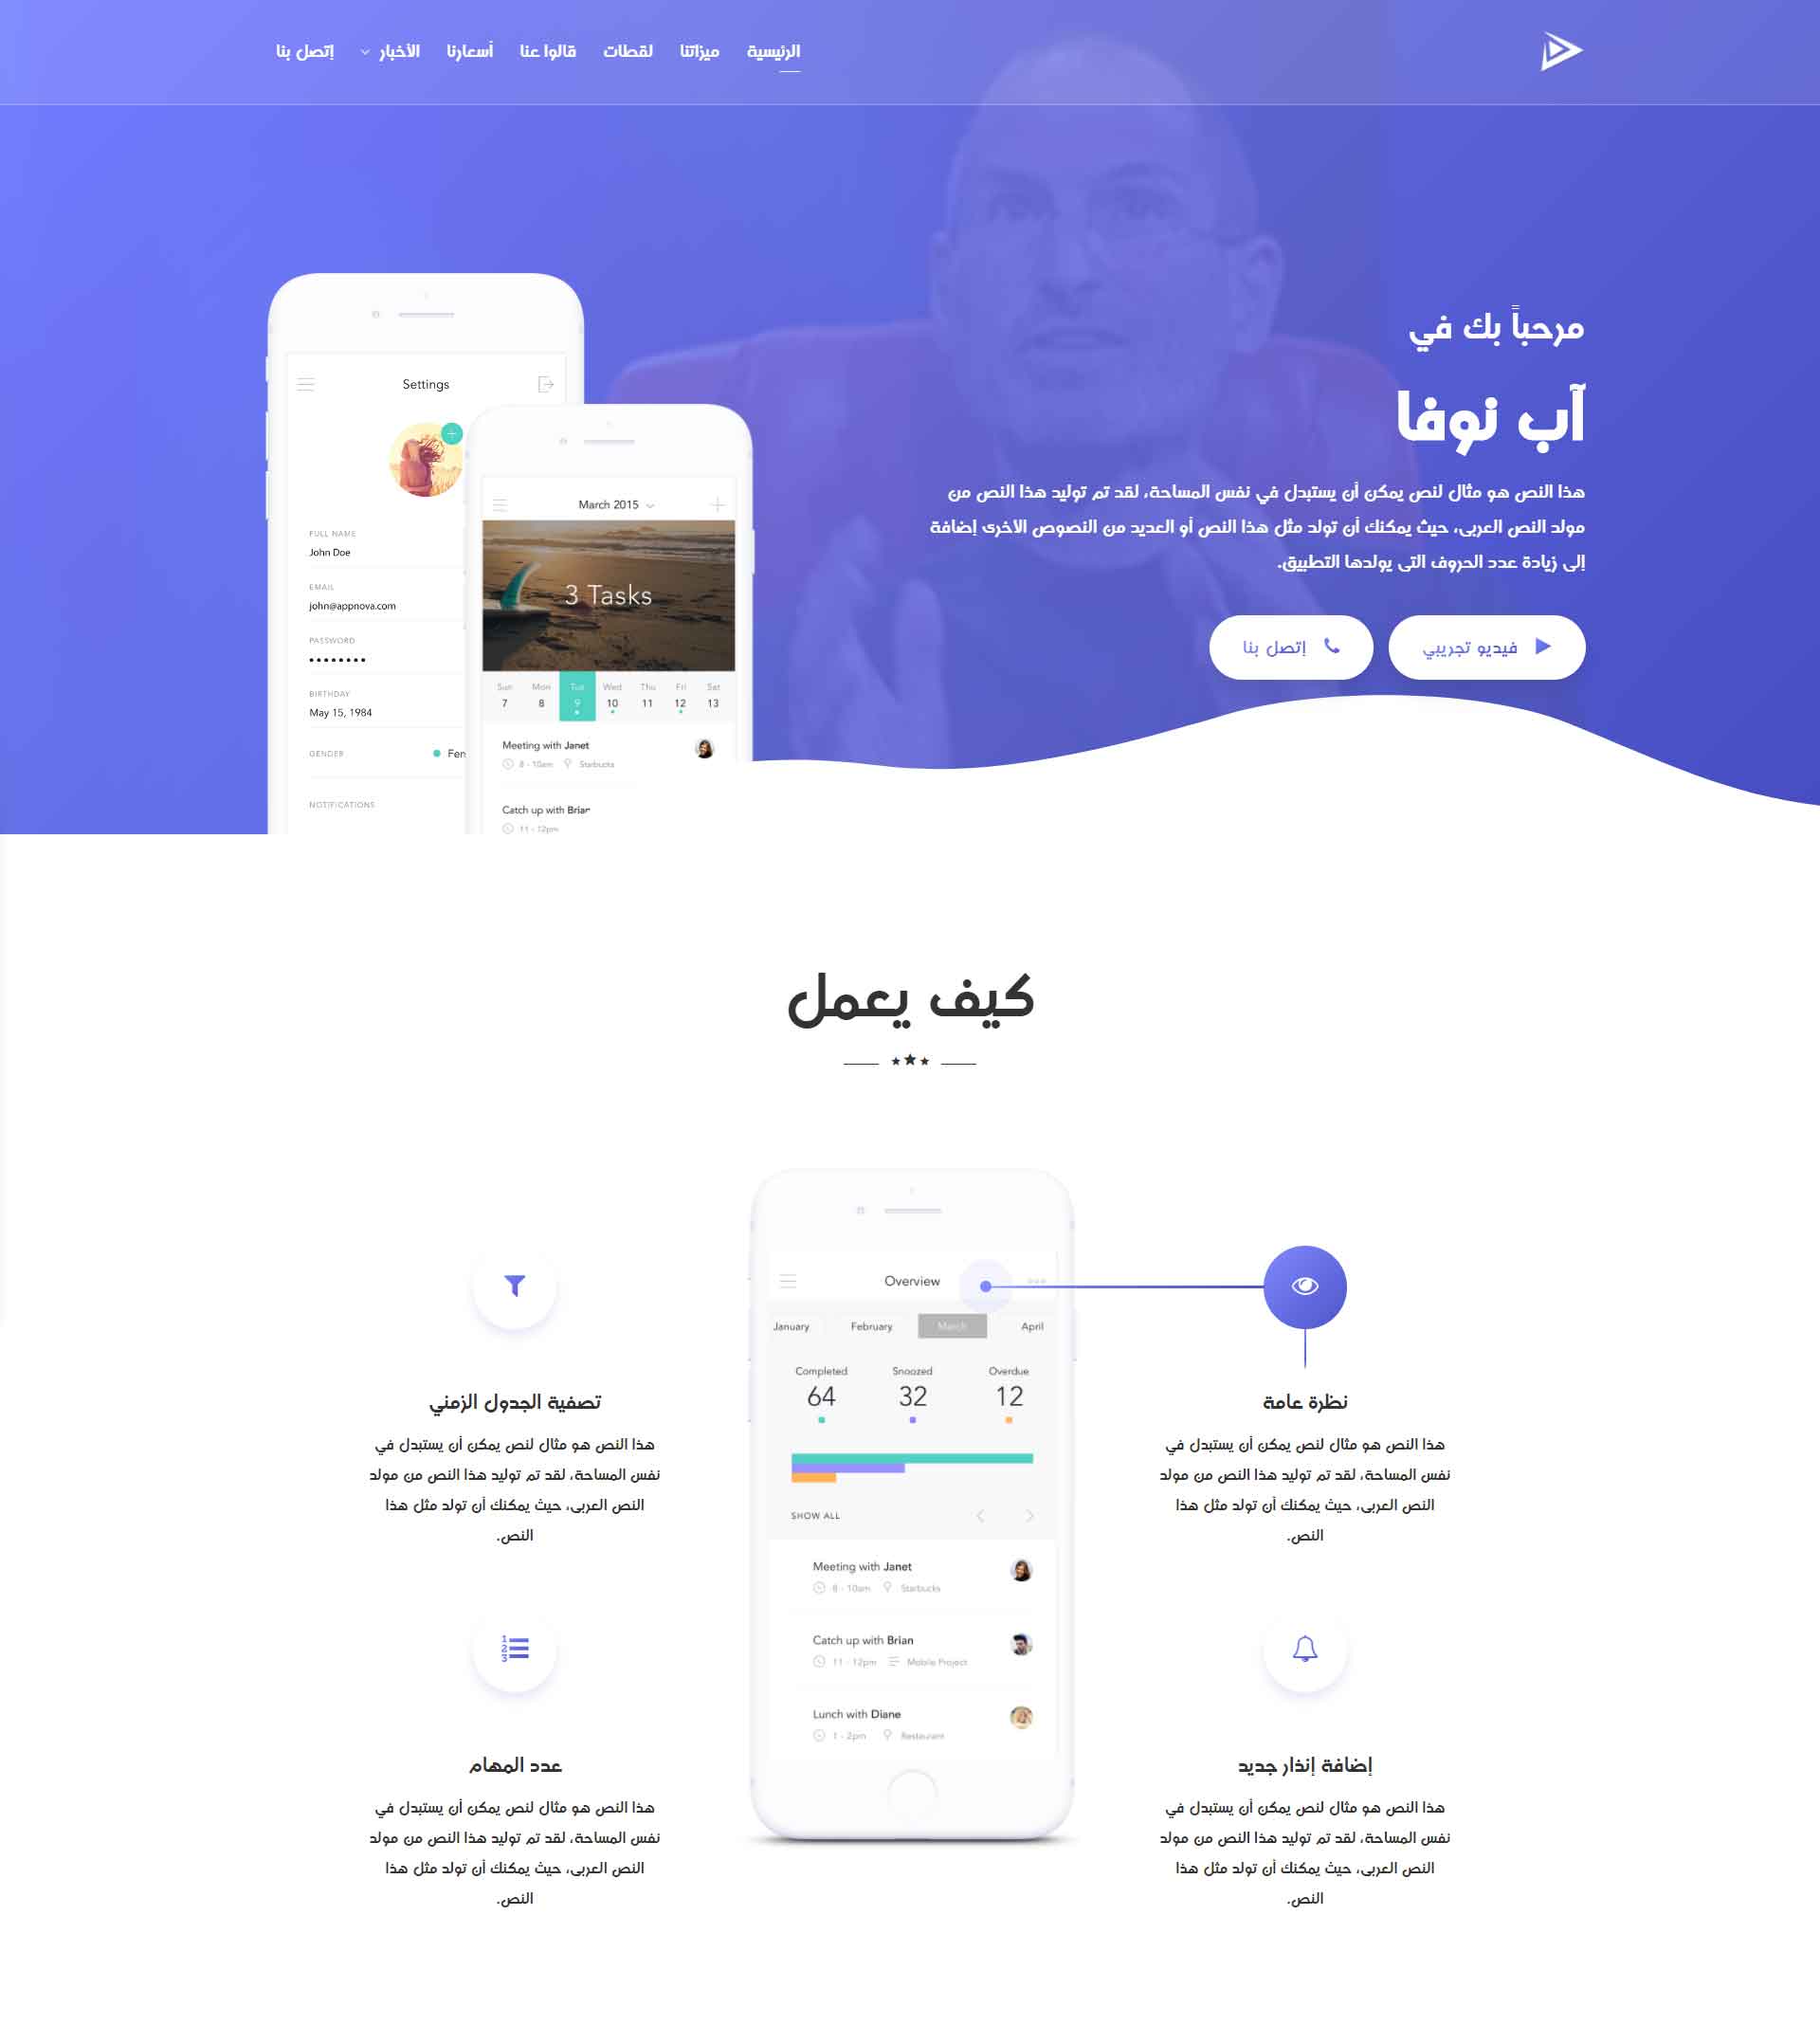 الرئيسية
ميزاتنا
لقطات
قالوا عنا
أسعارنا
الأخبار
إتصل بنا
مرحباً بك في
آب نوفا
هذا النص هو مثال لنص يمكن أن يستبدل في نفس المساحة، لقد تم توليد هذا النص من
مولد النص العربى، حيث يمكنك أن تولد مثل هذا النص أو العديد من النصوص الاخرى إضافة
إلى زيادة عدد الحروف التى يولدها التطبيق.
فيديو تجريبي
إتصل بنا
Settings
FULL NAME
John Doe
EMAIL
john@appnova.com
PASSWORD
BIRTHDAY
May 15, 1984
GENDER
Fen
NOTIFICATIONS
March 2015
3 Tasks
Sun Mon Tue Wed Thu Fri Sat
7 8 9 10 11 12 13
Meeting with Janet
8 - 10am Starbucks
Catch up with Brian
11 - 12pm
كيف يعمل
نظرة عامة
هذا النص هو مثال لنص يمكن أن يستبدل في
نفس المساحة، لقد تم توليد هذا النص من مولد
النص العربى، حيث يمكنك أن تولد مثل هذا
النص.
إضافة إنذار جديد
هذا النص هو مثال لنص يمكن أن يستبدل في
نفس المساحة، لقد تم توليد هذا النص من مولد
النص العربى، حيث يمكنك أن تولد مثل هذا
النص.
Overview
January February March April
Completed Snoozed Overdue
64 32 12
SHOW ALL
Meeting with Janet
8 - 10am Starbucks
Catch up with Brian
11 - 12pm Mobile Project
Lunch with Diane
1 - 2pm Restaurant
تصفية الجدول الزمني
هذا النص هو مثال لنص يمكن أن يستبدل في
نفس المساحة، لقد تم توليد هذا النص من مولد
النص العربى، حيث يمكنك أن تولد مثل هذا
النص.
1
2
3
عدد المهام
هذا النص هو مثال لنص يمكن أن يستبدل في
نفس المساحة، لقد تم توليد هذا النص من مولد
النص العربى، حيث يمكنك أن تولد مثل هذا
النص.